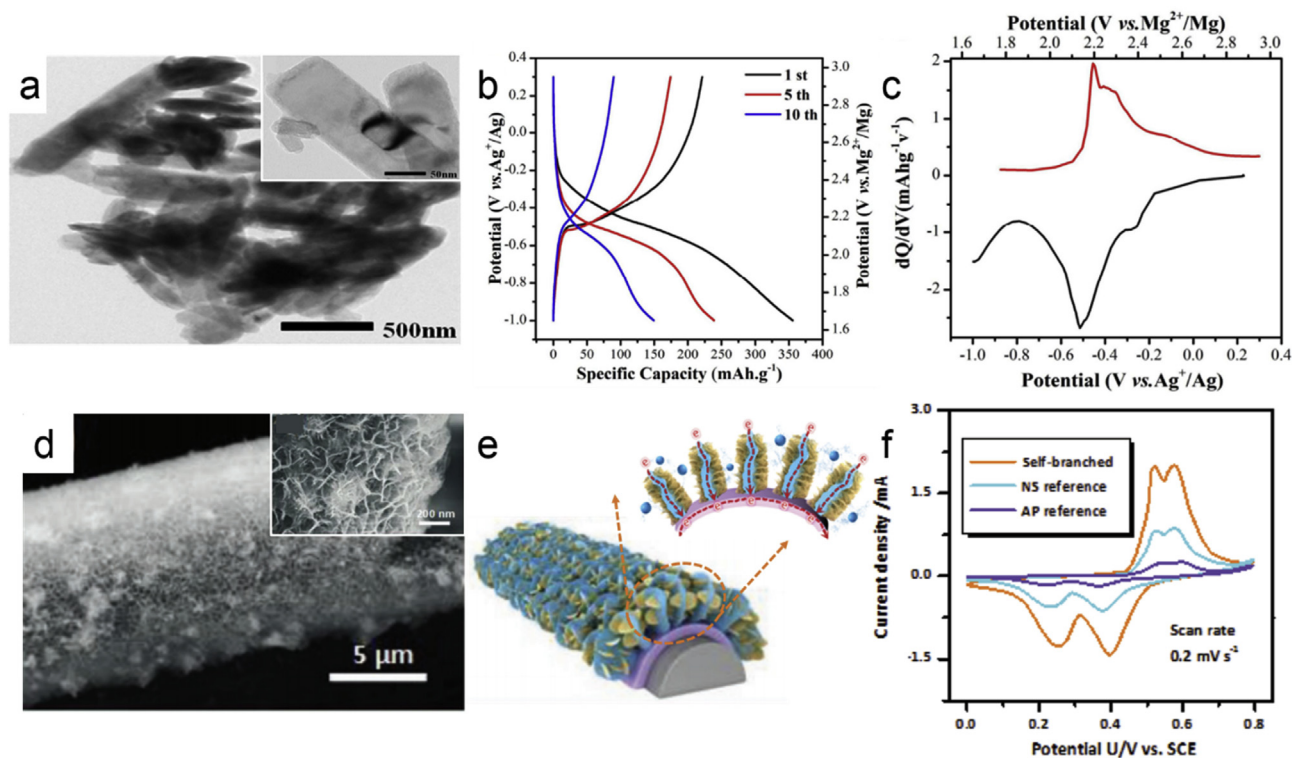 a
500nm
50nm
b
0.4
0.2
0.0
-0.2
-0.4
-0.6
-0.8
-1.0
Potential (V vs.Ag+/Ag)
1 st
5 th
10 th
3.0
2.8
2.6
2.4
2.2
2.0
1.8
1.6
Potential (V vs.Mg2+/Mg)
0 50 100 150 200 250 300 350 400
Specific Capacity (mAh.g-1)
Potential (V vs.Mg2+/Mg)
1.6 1.8 2.0 2.2 2.4 2.6 2.8 3.0
c
2
1
0
-1
-2
dQ/dV(mAhg-1v-1)
-1.0 -0.8 -0.6 -0.4 -0.2 0.0 0.2 0.4
Potential (V vs.Ag+/Ag)
d
200 nm
5 μm
e
e e e e e
e e e e e
f
3.0
1.5
0.0
-1.5
Current density /mA
Self-branched
NS reference
AP reference
Scan rate
0.2 mV s-1
0.0 0.2 0.4 0.6 0.8
Potential U/V vs. SCE